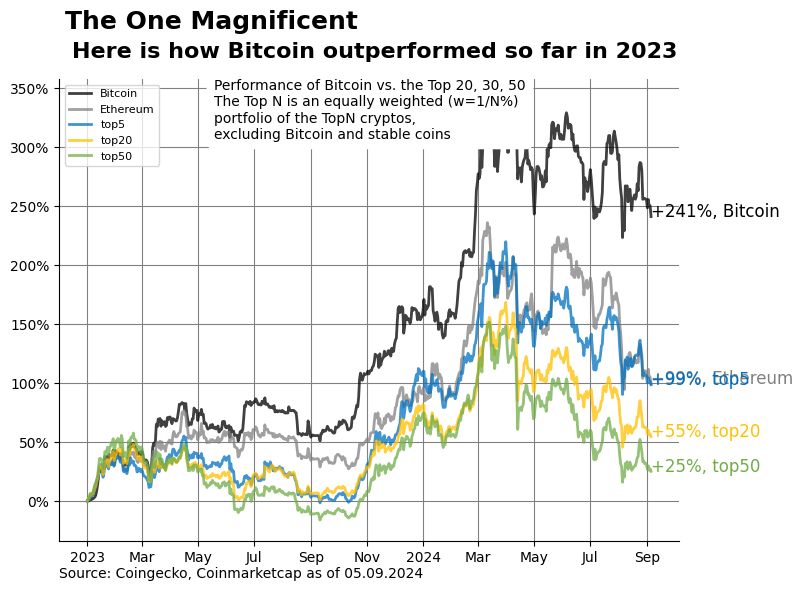 The One Magnificent
Here is how Bitcoin outperformed so far in 2023
Performance of Bitcoin vs. the Top 20, 30, 50
The Top N is an equally weighted (w=1/N%)
portfolio of the TopN cryptos,
excluding Bitcoin and stable coins
Bitcoin
Ethereum
top5
top20
top50
350%
300%
250%
200%
150%
100%
50%
0%
+241%, Bitcoin
Ethereum
+99%, top5
+55%, top20
+25%, top50
2023 Mar May Jul Sep Nov 2024 Mar May Jul Sep
Source: Coingecko, Coinmarketcap as of 05.09.2024